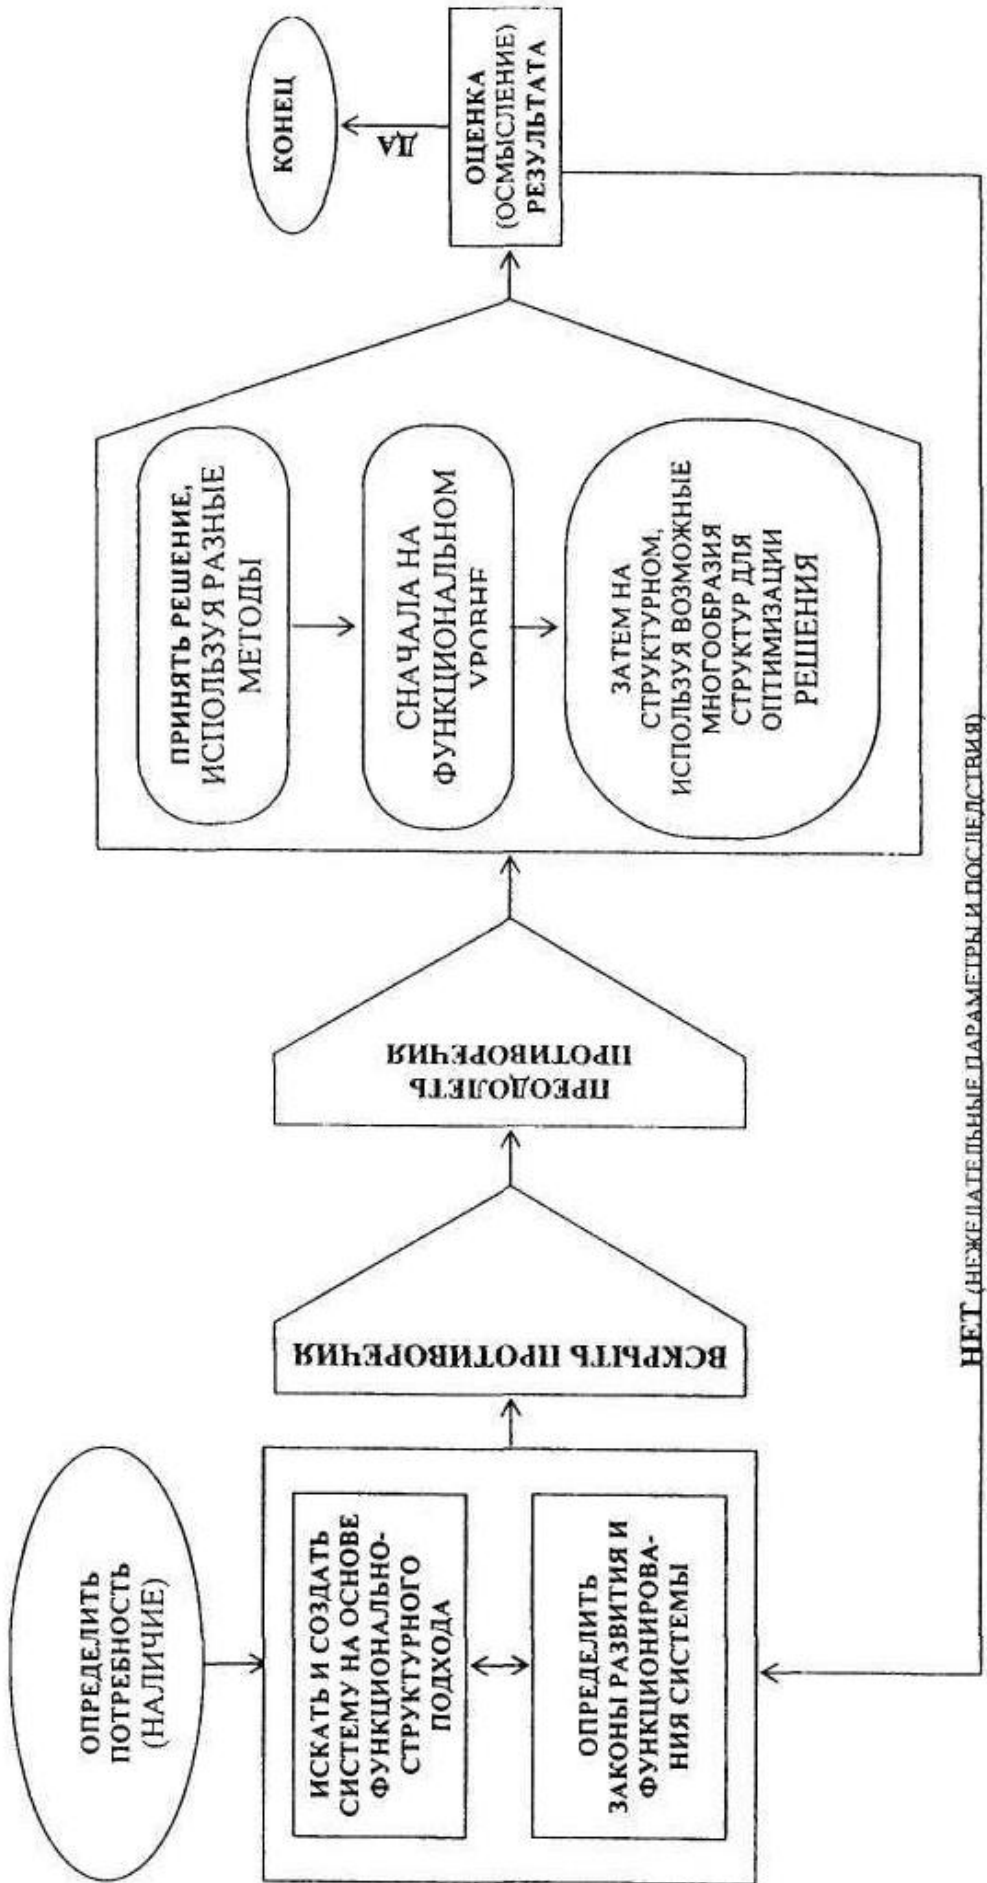 ОПРЕДЕЛИТЬ
ПОТРЕБНОСТЬ
(НАЛИЧИЕ)
ИСКАТЬ И СОЗДАТЬ
СИСТЕМУ НА ОСНОВЕ
ФУНКЦИОНАЛЬНО-
СТРУКТУРНОГО
ПОДХОДА
ОПРЕДЕЛИТЬ
ЗАКОНЫ РАЗВИТИЯ И
ФУНКЦИОНИРОВА-
НИЯ СИСТЕМЫ
ВСКРЫТЬ ПРОТИВОРЕЧИЯ
ПРЕОДОЛЕТЬ
ПРОТИВОРЕЧИЯ
ПРИНЯТЬ РЕШЕНИЕ,
ИСПОЛЬЗУЯ РАЗНЫЕ
МЕТОДЫ
СНАЧАЛА НА
ФУНКЦИОНАЛЬНОМ
УРОВНЕ
ЗАТЕМ НА
СТРУКТУРНОМ,
ИСПОЛЬЗУЯ ВОЗМОЖНЫЕ
МНОГООБРАЗИЯ
СТРУКТУР ДЛЯ
ОПТИМИЗАЦИИ
РЕШЕНИЯ
ОЦЕНКА
(ОСМЫСЛЕНИЕ)
РЕЗУЛЬТАТА
ДА
КОНЕЦ
НЕТ (НЕЖЕЛАТЕЛЬНЫЕ ПАРАМЕТРЫ И ПОСЛЕДСТВИЯ)